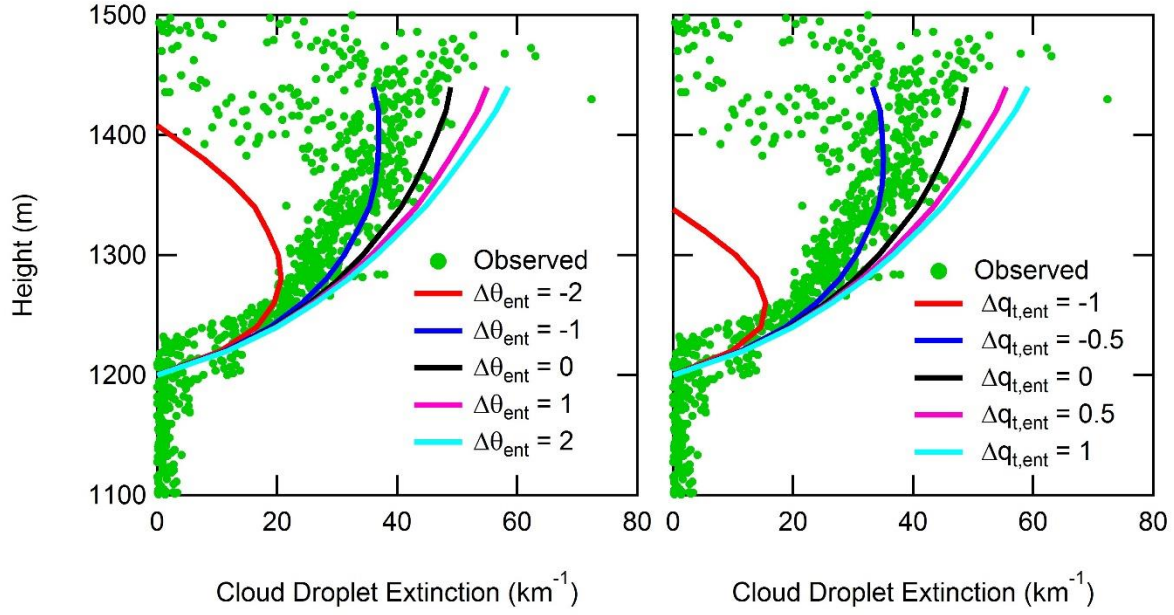 1500
1400
1300
1200
1100
Height (m)
Observed
Δθent = -2
Δθent = -1
Δθent = 0
Δθent = 1
Δθent = 2
0 20 40 60 80
Cloud Droplet Extinction (km⁻¹)
Observed
Δqt,ent = -1
Δqt,ent = -0.5
Δqt,ent = 0
Δqt,ent = 0.5
Δqt,ent = 1
0 20 40 60 80
Cloud Droplet Extinction (km⁻¹)